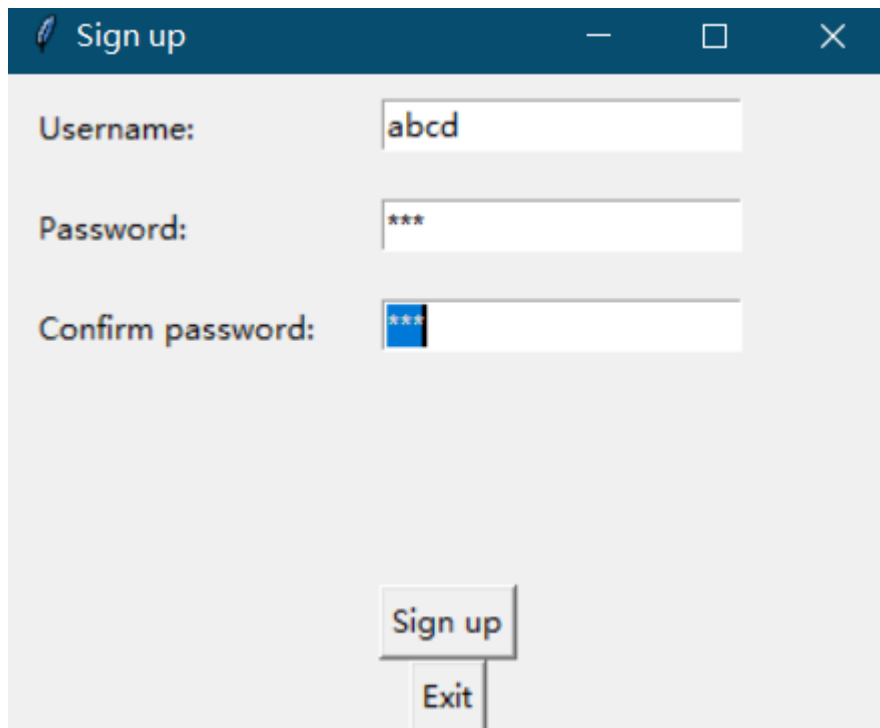 Sign up
Username: abcd
Password: ***
Confirm password: ***
Sign up
Exit